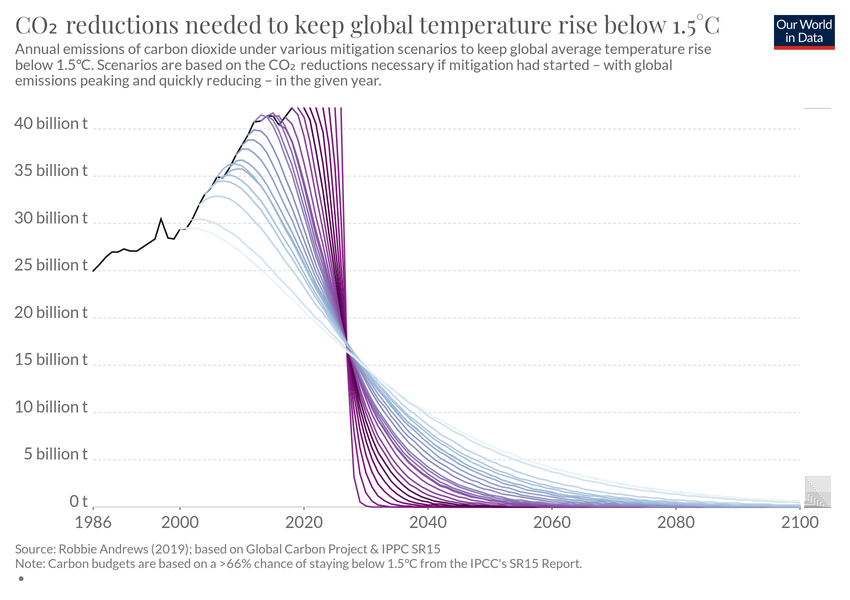 CO₂ reductions needed to keep global temperature rise below 1.5°C
Our World
in Data
Annual emissions of carbon dioxide under various mitigation scenarios to keep global average temperature rise
below 1.5°C. Scenarios are based on the CO₂ reductions necessary if mitigation had started – with global
emissions peaking and quickly reducing – in the given year.
40 billion t
35 billion t
30 billion t
25 billion t
20 billion t
15 billion t
10 billion t
5 billion t
0 t
1986 2000 2020 2040 2060 2080 2100
Source: Robbie Andrews (2019); based on Global Carbon Project & IPPC SR15
Note: Carbon budgets are based on a >66% chance of staying below 1.5°C from the IPCC's SR15 Report.